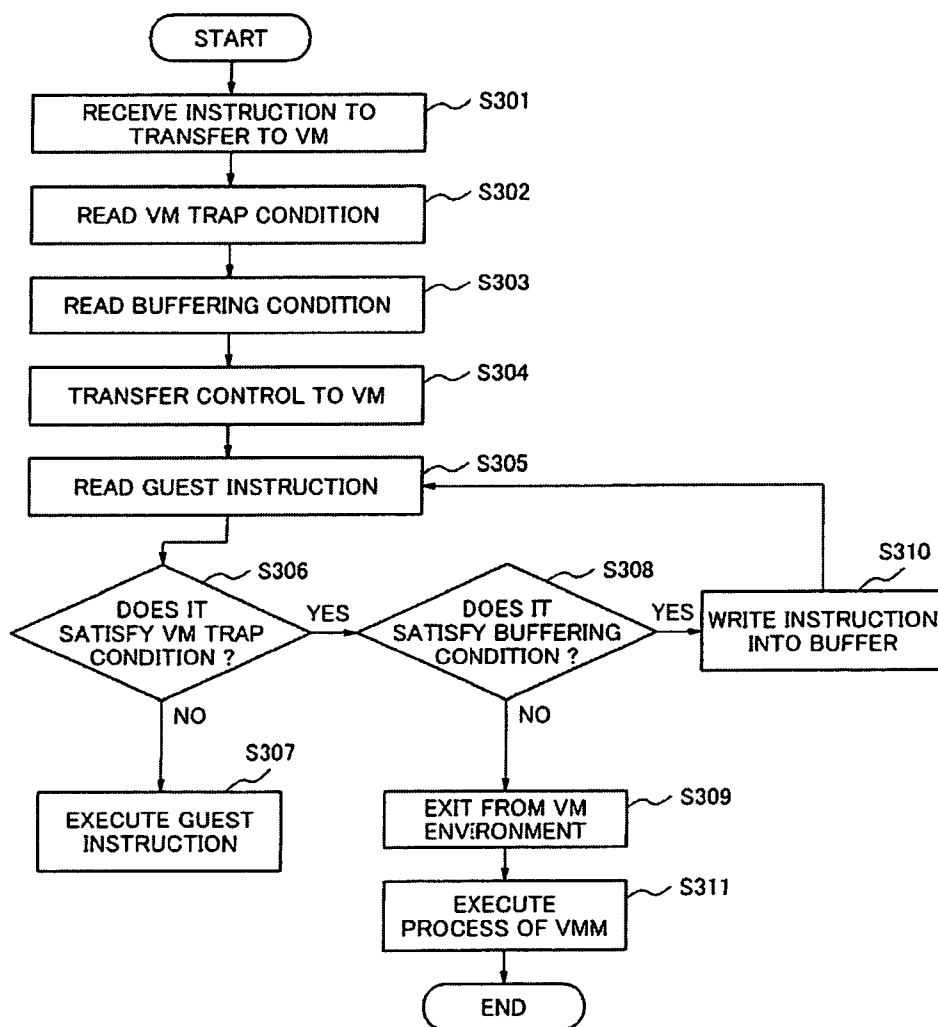 START
S301
RECEIVE INSTRUCTION TO
TRANSFER TO VM
S302
READ VM TRAP CONDITION
S303
READ BUFFERING CONDITION
S304
TRANSFER CONTROL TO VM
S305
READ GUEST INSTRUCTION
S306
DOES IT
SATISFY VM TRAP
CONDITION ?
YES
NO
S308
DOES IT
SATISFY BUFFERING
CONDITION ?
YES
NO
S310
WRITE INSTRUCTION
INTO BUFFER
S307
EXECUTE GUEST
INSTRUCTION
S309
EXIT FROM VM
ENVIRONMENT
S311
EXECUTE
PROCESS OF VMM
END